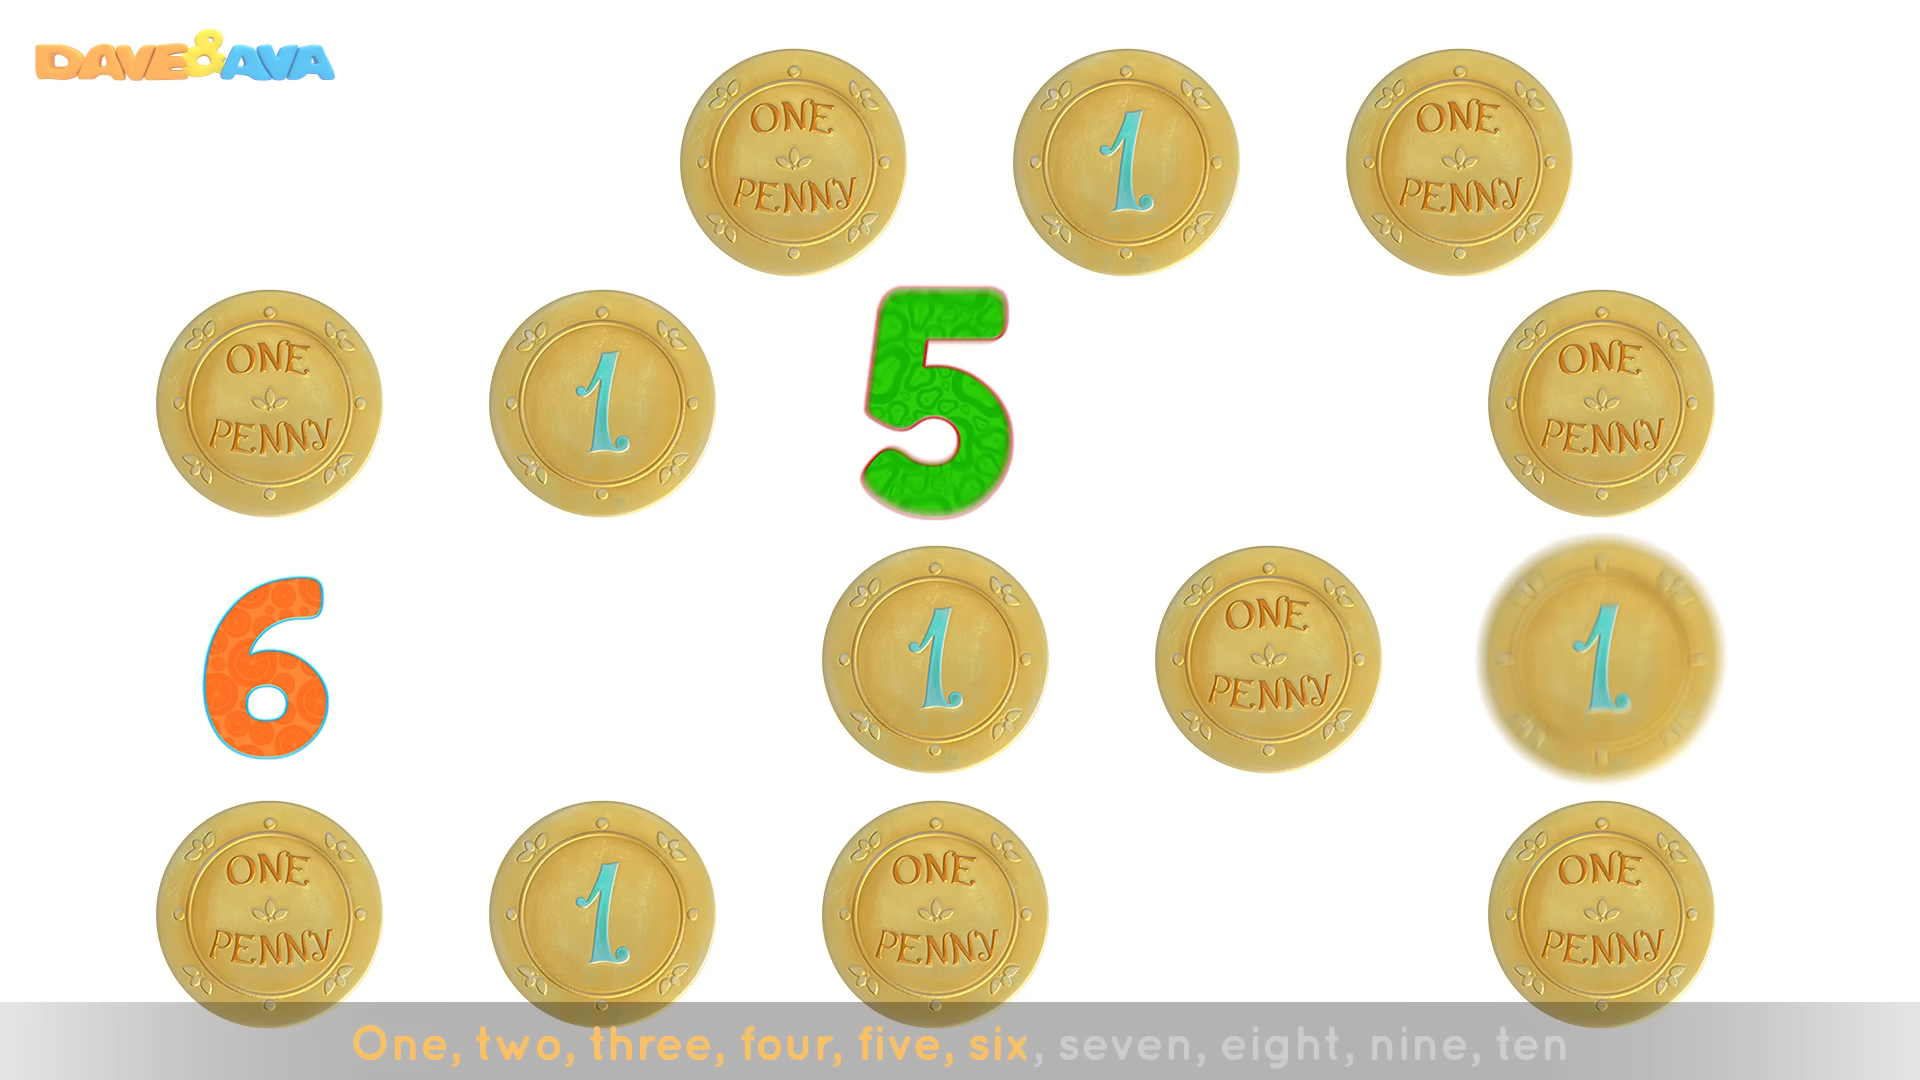 DAVE&AVA
ONE
PENNY
1
ONE
PENNY
ONE
PENNY
1
5
ONE
PENNY
6
1
ONE
PENNY
1
ONE
PENNY
1
ONE
PENNY
ONE
PENNY
One, two, three, four, five, six, seven, eight, nine, ten